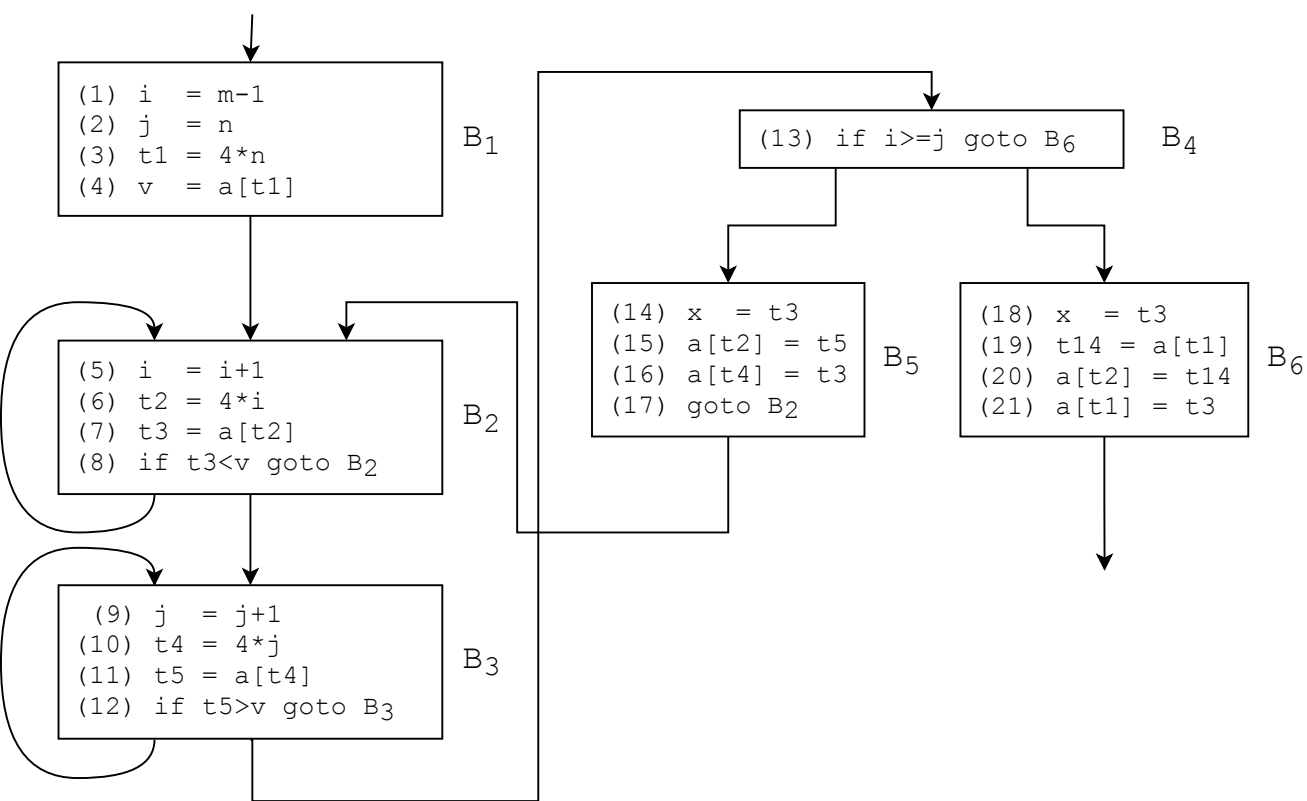 (1) i  = m-1
(2) j  = n
(3) t1 = 4*n
(4) v  = a[t1]
B1
(5) i  = i+1
(6) t2 = 4*i
(7) t3 = a[t2]
(8) if t3<v goto B2
B2
(9) j  = j+1
(10) t4 = 4*j
(11) t5 = a[t4]
(12) if t5>v goto B3
B3
(13) if i>=j goto B6
B4
(14) x  = t3
(15) a[t2] = t5
(16) a[t4] = t3
(17) goto B2
B5
(18) x  = t3
(19) t14 = a[t1]
(20) a[t2] = t14
(21) a[t1] = t3
B6